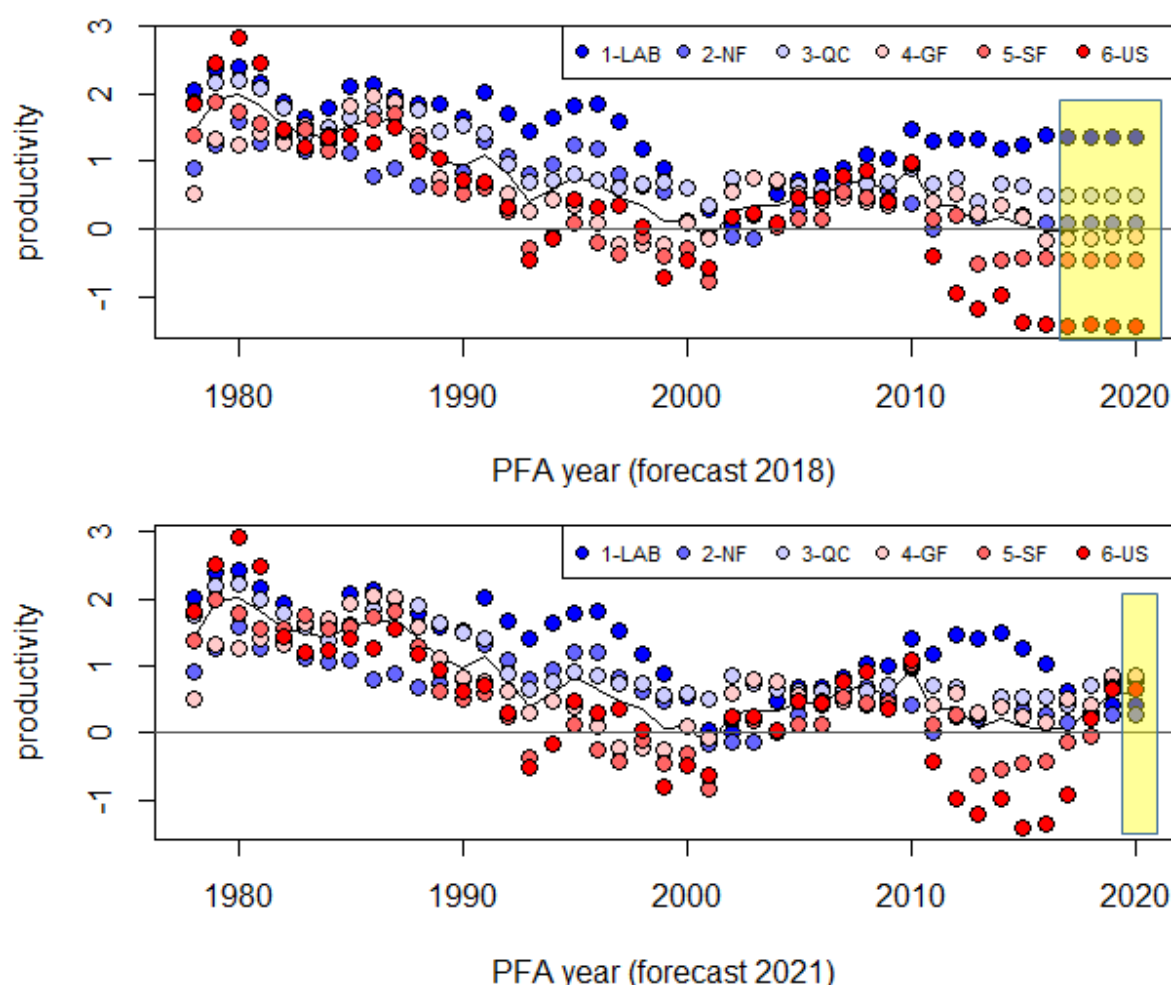 productivity
3
2
1
0
-1
1-LAB 2-NF 3-QC 4-GF 5-SF 6-US
1980 1990 2000 2010 2020
PFA year (forecast 2018)
productivity
3
2
1
0
-1
1-LAB 2-NF 3-QC 4-GF 5-SF 6-US
1980 1990 2000 2010 2020
PFA year (forecast 2021)